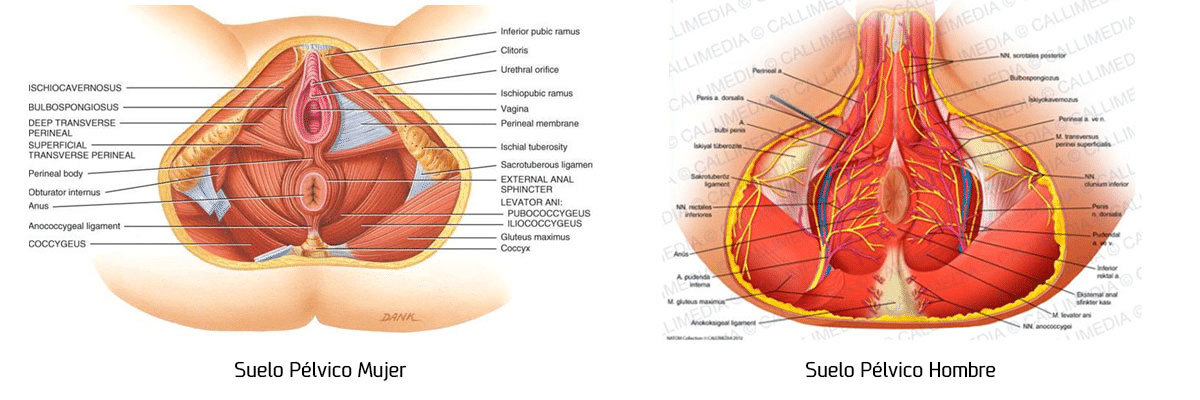 Inferior pubic ramus
Clitoris
Urethral orifice
ISCHIOCAVERNOSUS
Ischiopubic ramus
BULBOSPONGIOSUS
Vagina
DEEP TRANSVERSE
PERINEAL
Perineal membrane
SUPERFICIAL
TRANSVERSE PERINEAL
Ischial tuberosity
Perineal body
Sacrotuberous ligamen
Obturator internus
EXTERNAL ANAL
SPHINCTER
Anus
LEVATOR ANI:
PUBOCOCCYGEUS
Anococcygeal ligament
ILIOCOCCYGEUS
COCCYGEUS
Gluteus maximus
Coccyx
DANK
Suelo Pélvico Mujer
CALLIMEDIA © CALLIMEDIA
NN. scrotales posterior
Perineal a.
Bulbospongiozus
Penis a. dorsalis
Iskiyokavernozus
A.
bulbi penis
Perineal a. ve n.
Iskiyal tüberozite
M. transversus
perinei superficialis
Sakrotuberöz
ligament
NN.
clunium inferior
NN. rectales
inferiores
Penis
n. dorsalis
Pudendal
a. ve v.
Anüs
Inferior
rektal a.
A. pudenda
interna
Eksternal anal
sfinkter kası
M. gluteus maximus
M. levator ani
Anokoksigeal ligament
NN. anococcygei
Suelo Pélvico Hombre